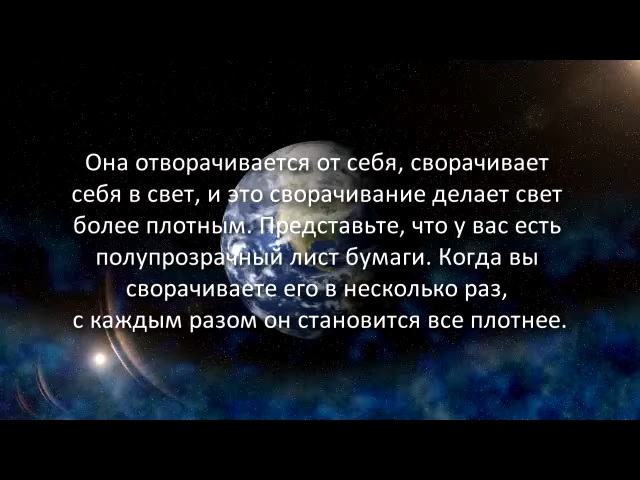 Она отворачивается от себя, сворачивает
себя в свет, и это сворачивание делает свет
более плотным. Представьте, что у вас есть
полупрозрачный лист бумаги. Когда вы
сворачиваете его в несколько раз,
с каждым разом он становится все плотнее.